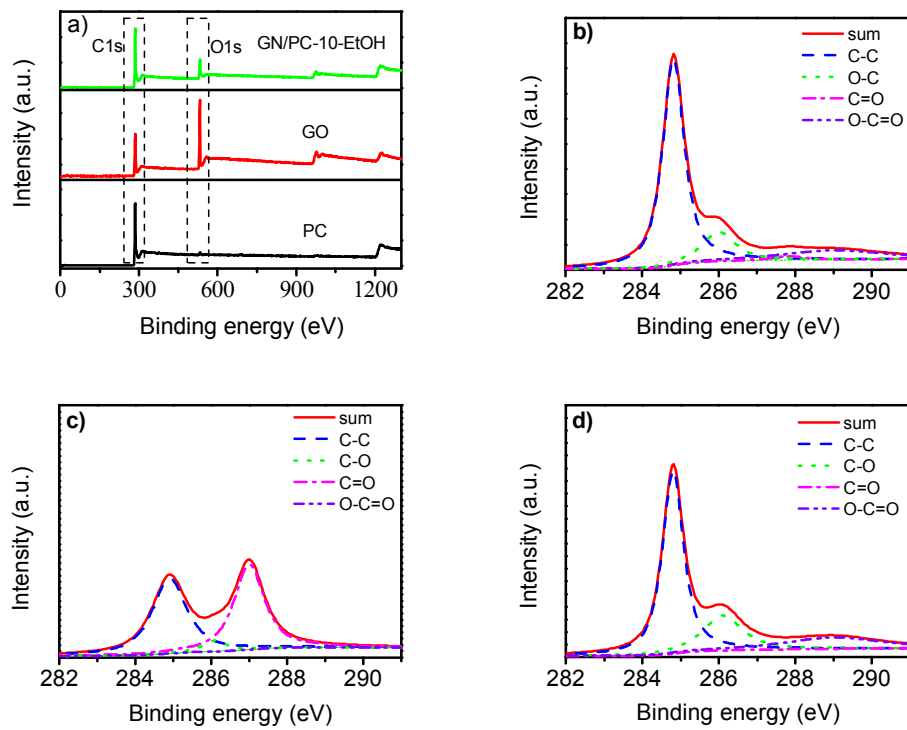 a)
C1s
O1s
GN/PC-10-EtOH
GO
PC
Intensity (a.u.)
0 300 600 900 1200
Binding energy (eV)
b)
sum
C-C
O-C
C=O
O-C=O
Intensity (a.u.)
282 284 286 288 290
Binding energy (eV)
c)
sum
C-C
C-O
C=O
O-C=O
Intensity (a.u.)
282 284 286 288 290
Binding energy (eV)
d)
sum
C-C
C-O
C=O
O-C=O
Intensity (a.u.)
282 284 286 288 290
Binding energy (eV)